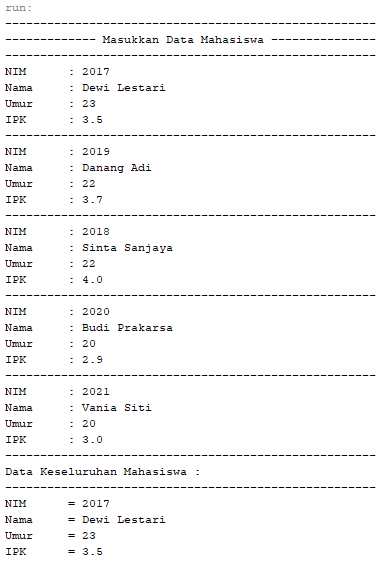 run:
-----------------------------------------------------
------------- Masukkan Data Mahasiswa ---------------
-----------------------------------------------------
NIM      : 2017
Nama     : Dewi Lestari
Umur     : 23
IPK      : 3.5
-----------------------------------------------------
NIM      : 2019
Nama     : Danang Adi
Umur     : 22
IPK      : 3.7
-----------------------------------------------------
NIM      : 2018
Nama     : Sinta Sanjaya
Umur     : 22
IPK      : 4.0
-----------------------------------------------------
NIM      : 2020
Nama     : Budi Prakarsa
Umur     : 20
IPK      : 2.9
-----------------------------------------------------
NIM      : 2021
Nama     : Vania Siti
Umur     : 20
IPK      : 3.0
-----------------------------------------------------
Data Keseluruhan Mahasiswa :
-----------------------------------------------------
NIM      = 2017
Nama     = Dewi Lestari
Umur     = 23
IPK      = 3.5